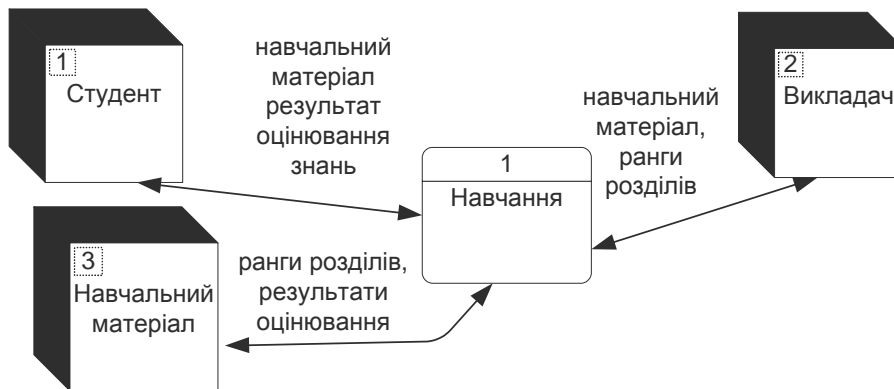 1
Студент
навчальний
матеріал
результат
оцінювання
знань
2
Викладач
навчальний
матеріал,
ранги
розділів
1
Навчання
3
Навчальний
матеріал
ранги розділів,
результати
оцінювання